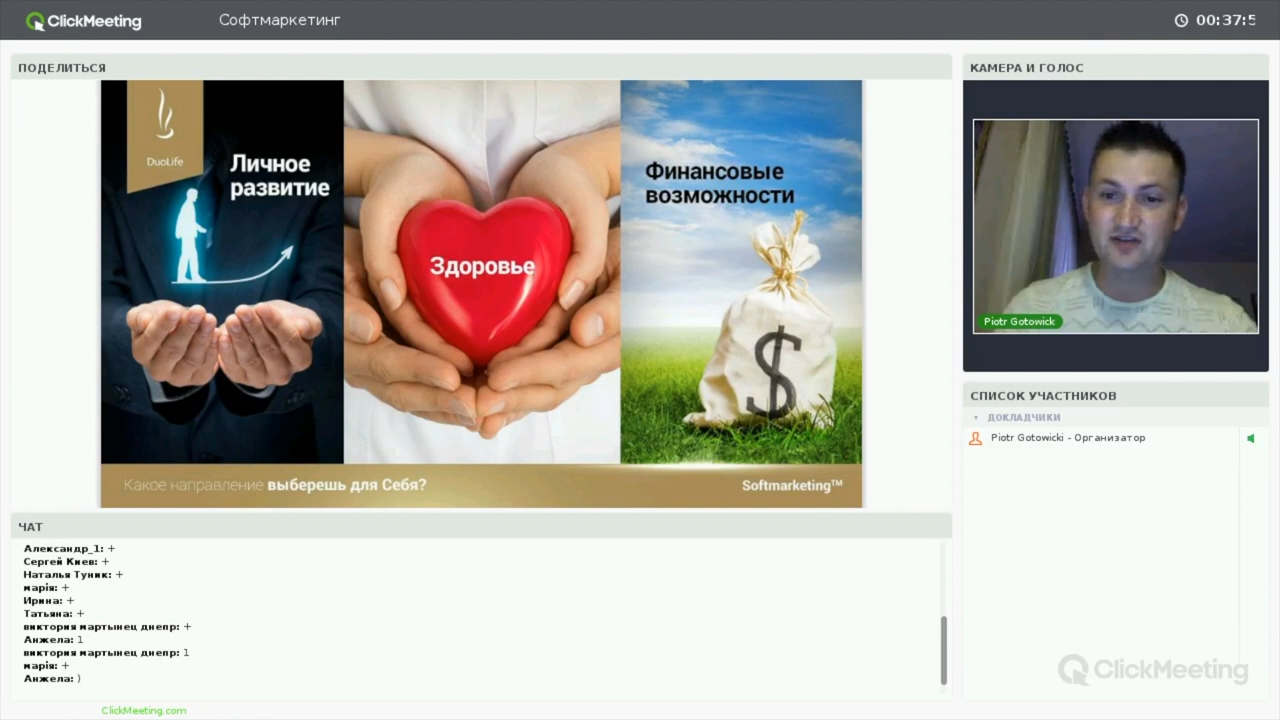 ClickMeeting
Софтмаркетинг
00:37:5
ПОДЕЛИТЬСЯ
DuoLife
Личное
развитие
Здоровье
Финансовые
возможности
$
Какое направление выберешь для Себя?
Softmarketing™
КАМЕРА И ГОЛОС
Piotr Gotowick
СПИСОК УЧАСТНИКОВ
ДОКЛАДЧИКИ
Piotr Gotowicki - Организатор
ЧАТ
Александр_1: +
Сергей Киев: +
Наталья Туник: +
марія: +
Ирина: +
Татьяна: +
виктория мартынец днепр: +
Анжела: 1
виктория мартынец днепр: 1
марія: +
Анжела: )
ClickMeeting
ClickMeeting.com